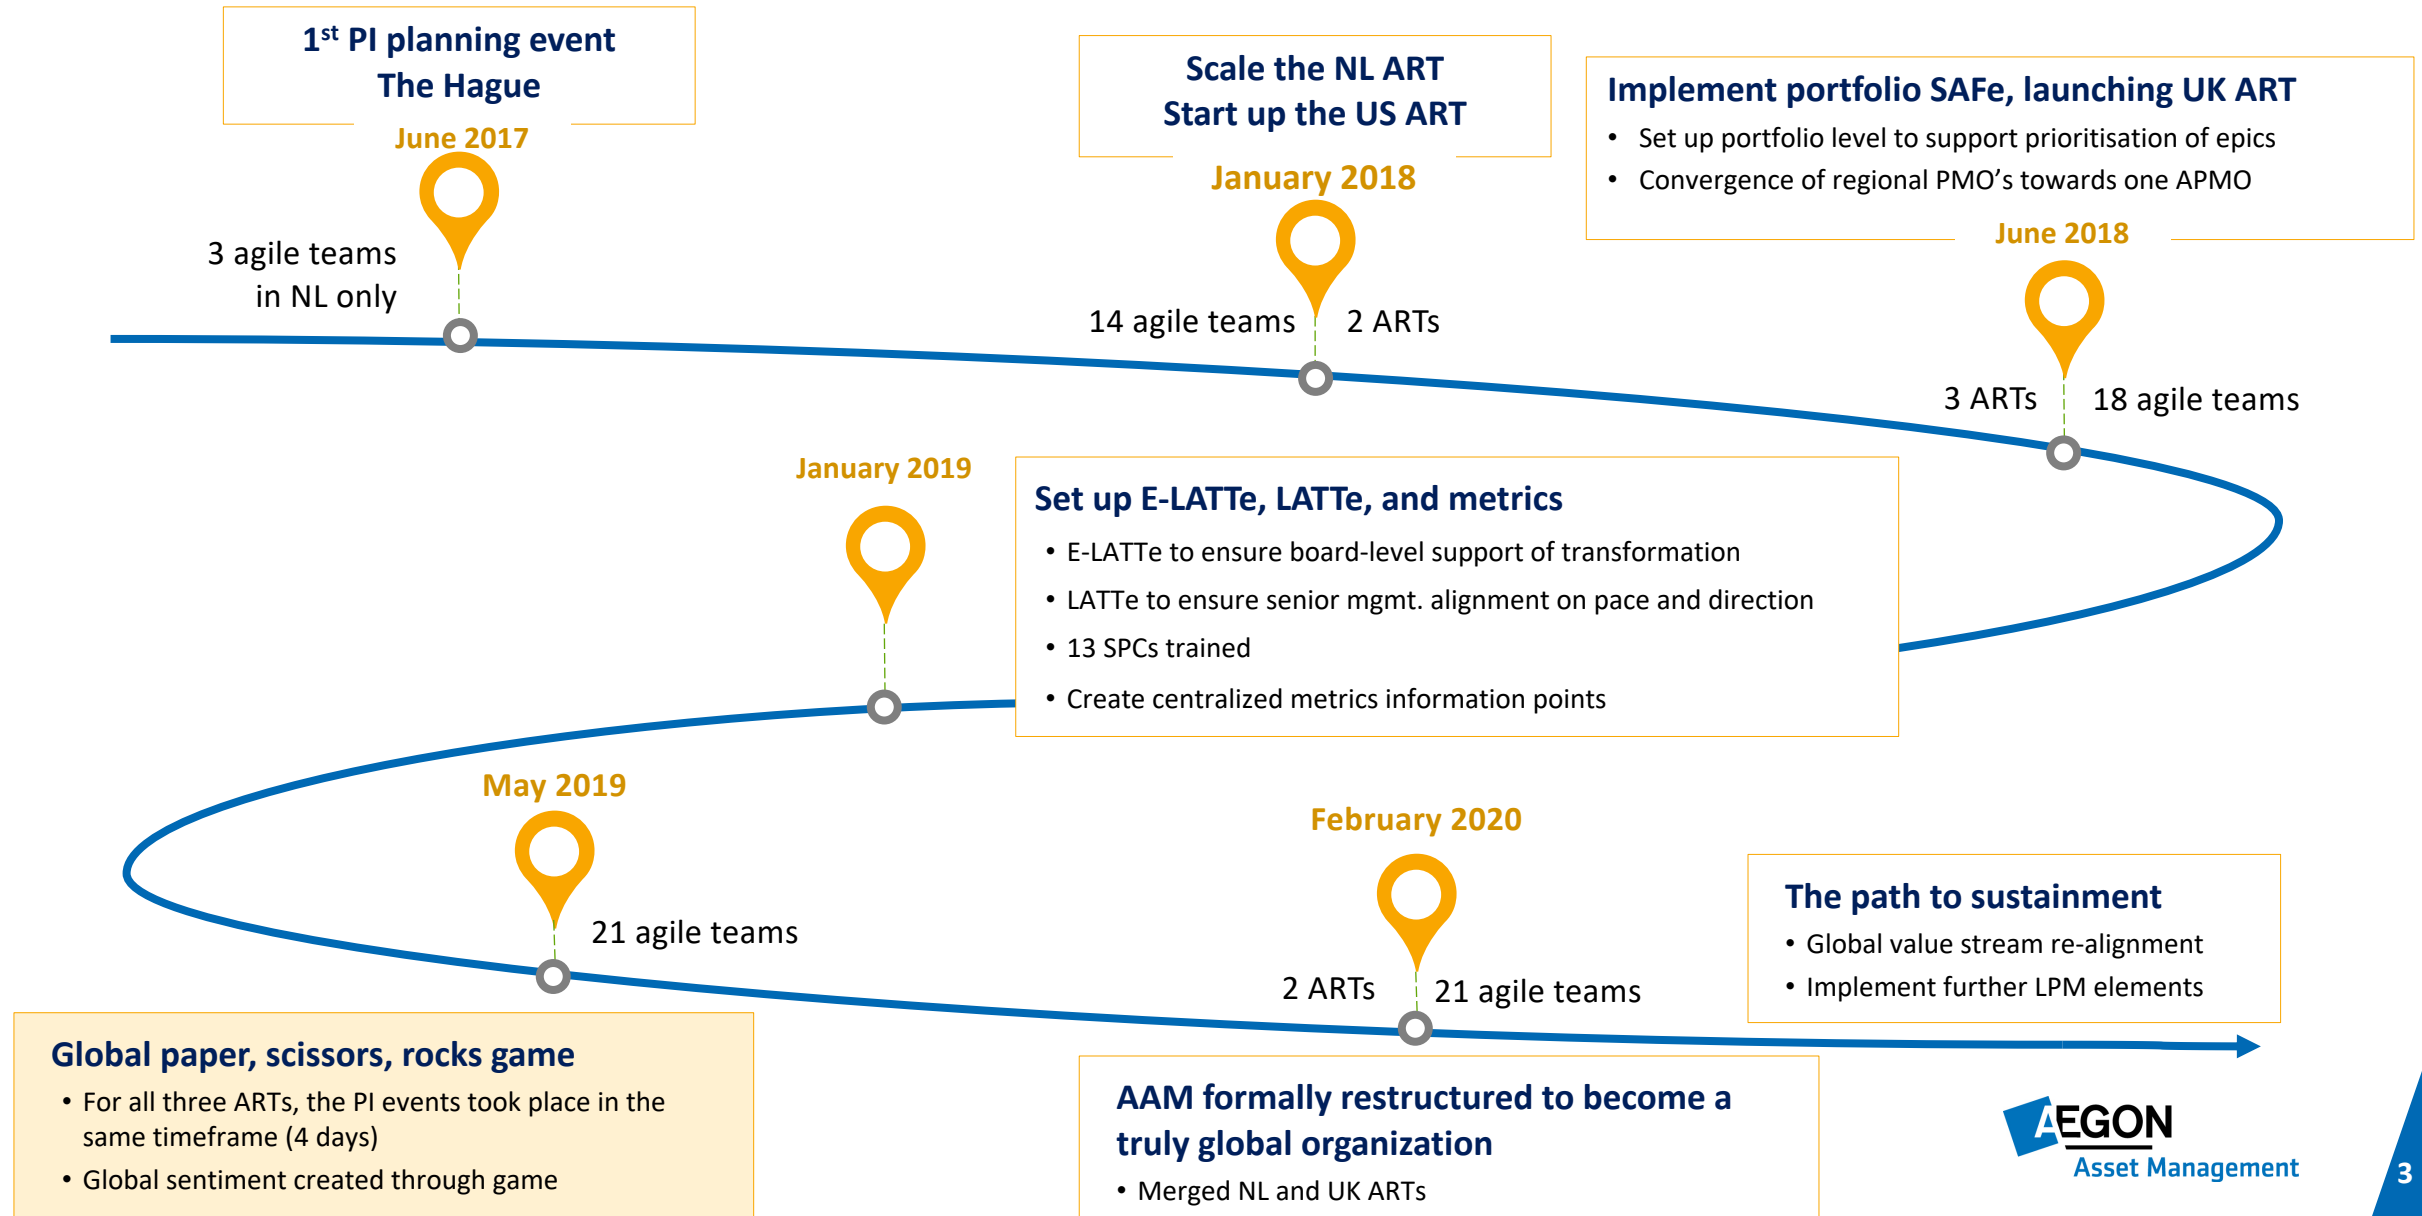 1st PI planning event
The Hague
June 2017
3 agile teams
in NL only
Scale the NL ART
Start up the US ART
January 2018
14 agile teams
2 ARTs
Implement portfolio SAFe, launching UK ART
• Set up portfolio level to support prioritisation of epics
• Convergence of regional PMO’s towards one APMO
June 2018
3 ARTs
18 agile teams
January 2019
Set up E-LATTe, LATTe, and metrics
• E-LATTe to ensure board-level support of transformation
• LATTe to ensure senior mgmt. alignment on pace and direction
• 13 SPCs trained
• Create centralized metrics information points
May 2019
21 agile teams
Global paper, scissors, rocks game
• For all three ARTs, the PI events took place in the
same timeframe (4 days)
• Global sentiment created through game
February 2020
2 ARTs
21 agile teams
AAM formally restructured to become a
truly global organization
• Merged NL and UK ARTs
The path to sustainment
• Global value stream re-alignment
• Implement further LPM elements
AEGON
Asset Management
3